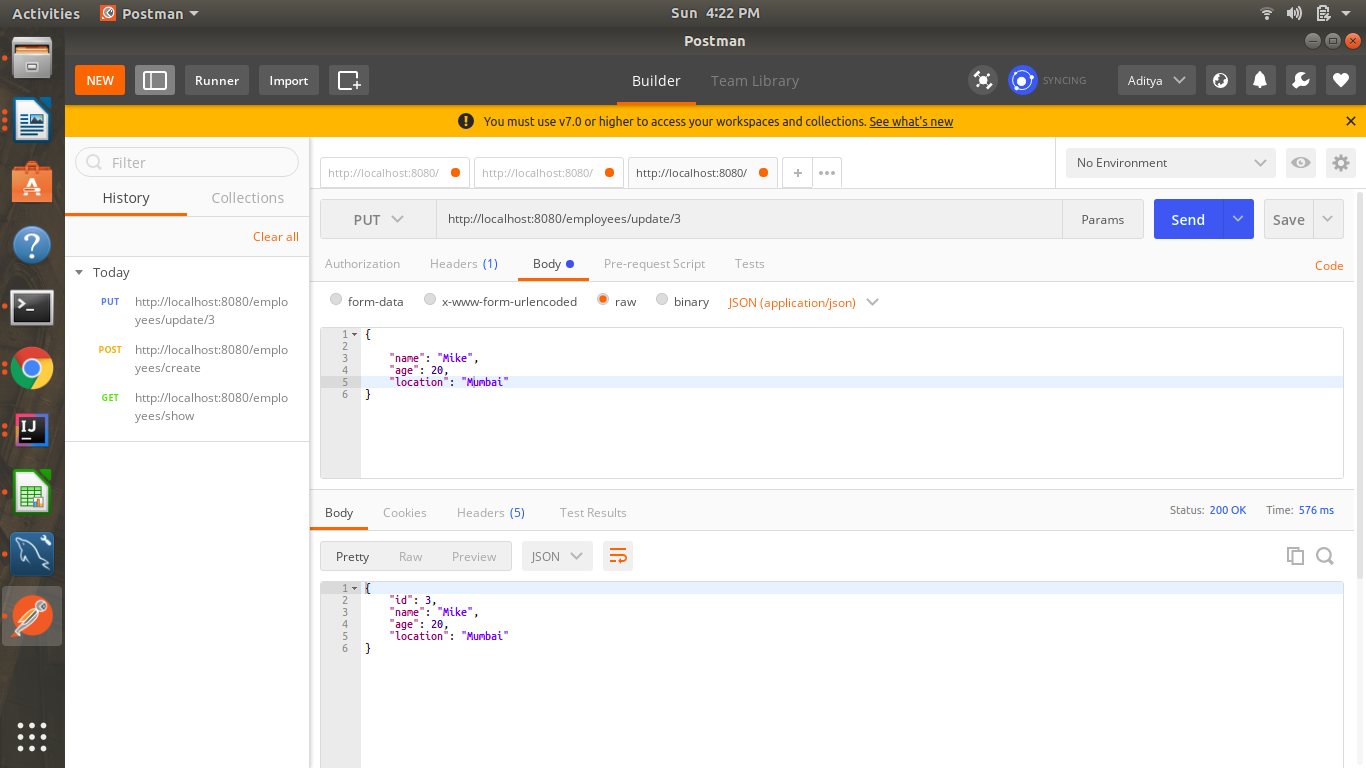 Activities Postman Sun 4:22 PM
Postman
NEW Runner Import Builder Team Library SYNCING Aditya
You must use v7.0 or higher to access your workspaces and collections. See what's new
Filter
History Collections
Clear all
Today
PUT http://localhost:8080/emplo
yees/update/3
POST http://localhost:8080/emplo
yees/create
GET http://localhost:8080/emplo
yees/show
http://localhost:8080/ http://localhost:8080/ http://localhost:8080/ + ••• No Environment
PUT http://localhost:8080/employees/update/3 Params Send Save
Authorization Headers (1) Body Pre-request Script Tests Code
form-data x-www-form-urlencoded raw binary JSON (application/json)
1 {
2
3 "name": "Mike",
4 "age": 20,
5 "location": "Mumbai"
6 }
Body Cookies Headers (5) Test Results Status: 200 OK Time: 576 ms
Pretty Raw Preview JSON
1 {
2 "id": 3,
3 "name": "Mike",
4 "age": 20,
5 "location": "Mumbai"
6 }